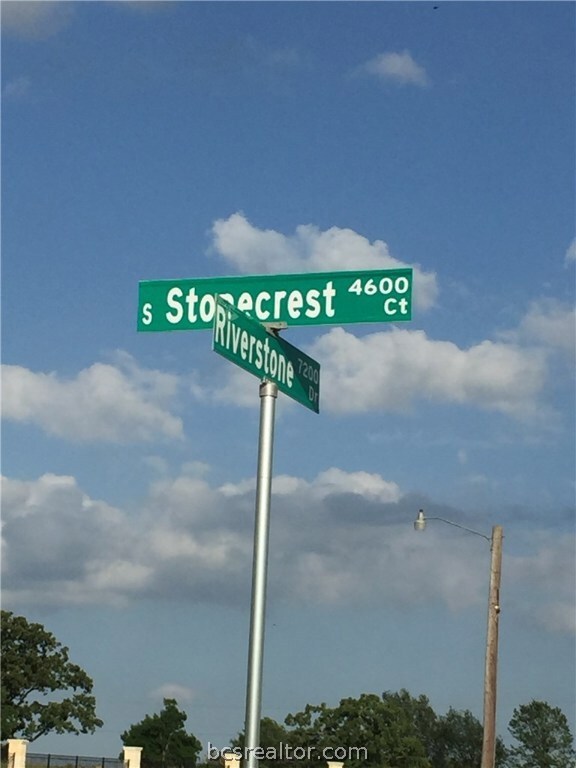 S Stonecrest 4600 Ct
Riverstone 7200 Dr
bcsrealtor.com